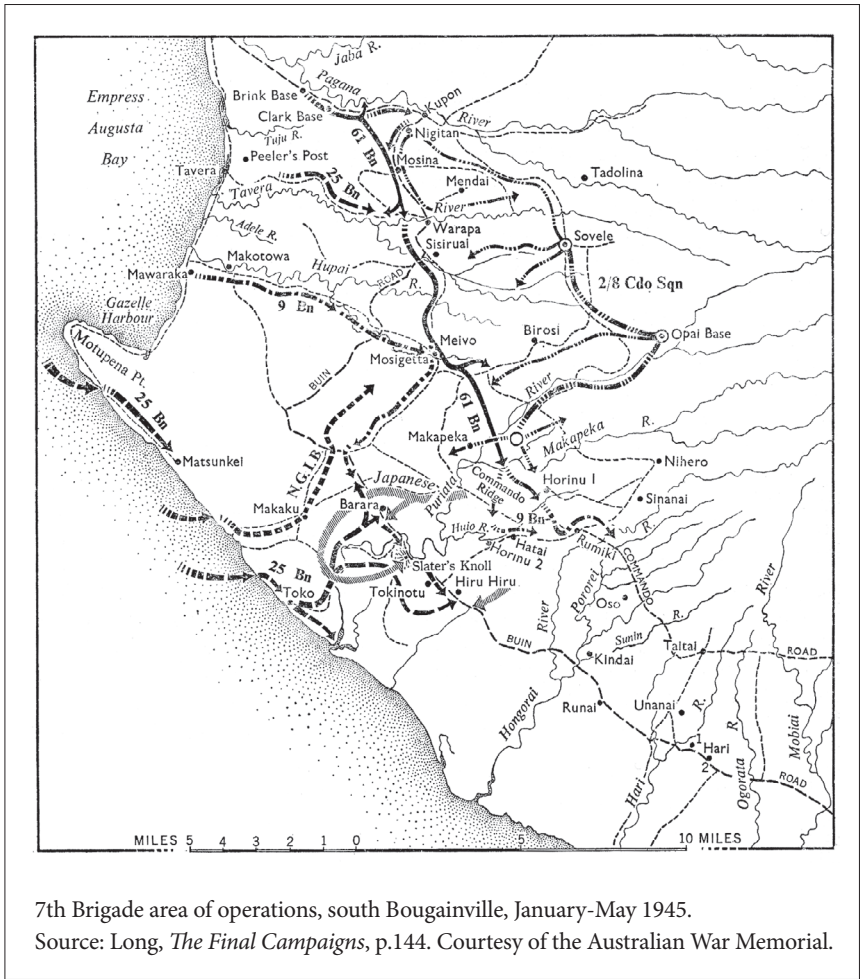 Jaba R.
Pagana
Empress
Augusta
Bay
Brink Base
Kupon
Clark Base
River
Tuju R.
Nigitan
61 Bn
Peeler's Post
Mosina
Tavera
25 Bn
Tadolina
Mendai
Tavera
River
Warapa
Adele R.
Sovele
Sisirual
Makotowa
Hupai
ROAD
R.
Mawaraka
2/8 Cdo Sqn
Gazelle
Harbour
9 Bn
Birosi
Opai Base
Meivo
Motupena Pt.
Mosigetta
BUIN
River
25 Bn
61 Bn
Makapeka
Makapeka
R.
Matsunkei
N.G.I.B.
Nihero
Japanese
Puriata
Commando
Ridge
Horinu 1
Sinanai
Makaku
Barara
Hulo R.
9 Bn
R.
Hatai
Rumiki
Horinu 2
Slater's Knoll
COMMANDO
25 Bn
Toko
Tokinotu
Hiru Hiru
River
Pororei
Oso
River
Sunin
R.
BUIN
Taitai
ROAD
Kindai
Hongorai
Runai
Unanai
R.
R
Mobiai
1
Hari
2
Hari
Ogorata
ROAD
MILES 5 4 3 2 1 0 5 10 MILES
7th Brigade area of operations, south Bougainville, January-May 1945.
Source: Long, The Final Campaigns, p.144. Courtesy of the Australian War Memorial.